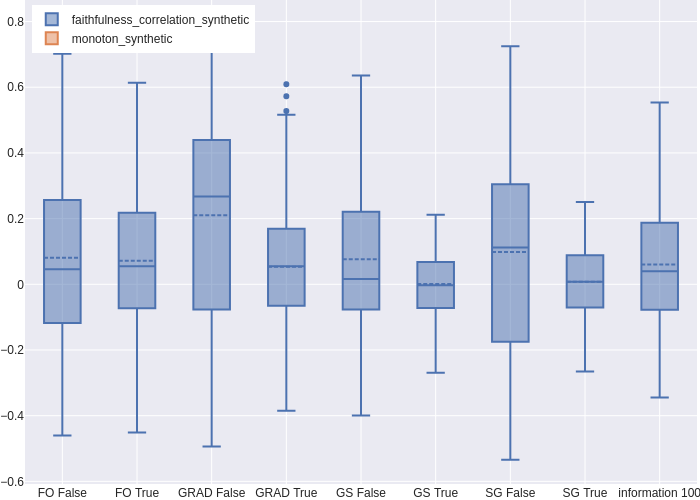 faithfulness_correlation_synthetic
monoton_synthetic
0.8
0.6
0.4
0.2
0
−0.2
−0.4
−0.6
FO False FO True GRAD False GRAD True GS False GS True SG False SG True information 100